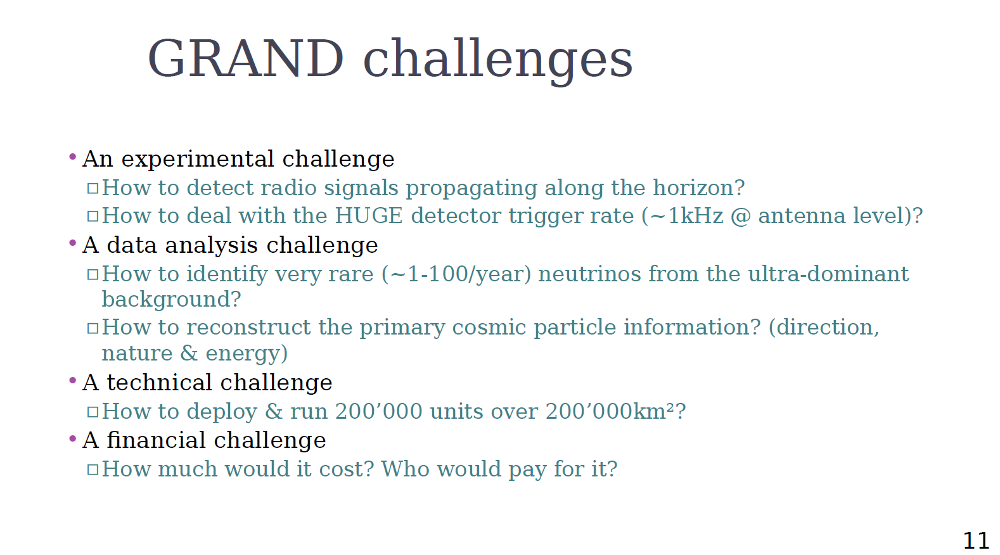 GRAND challenges
• An experimental challenge
▫How to detect radio signals propagating along the horizon?
▫How to deal with the HUGE detector trigger rate (~1kHz @ antenna level)?
• A data analysis challenge
▫How to identify very rare (~1-100/year) neutrinos from the ultra-dominant
background?
▫How to reconstruct the primary cosmic particle information? (direction,
nature & energy)
• A technical challenge
▫How to deploy & run 200’000 units over 200’000km²?
• A financial challenge
▫How much would it cost? Who would pay for it?
11